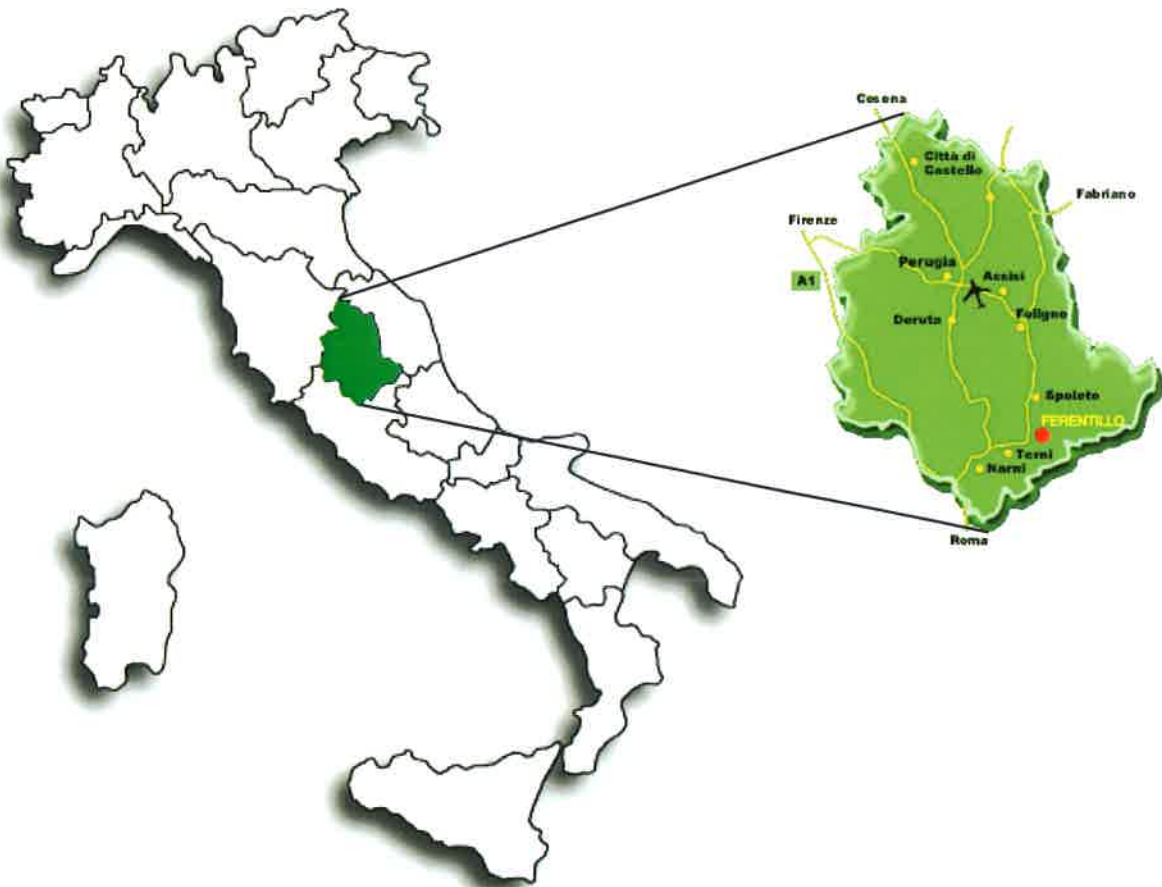 Cesena
Città di
Castello
Fabriano
Firenze
Perugia
Assisi
A1
Deruta
Foligno
Spoleto
FERENTILLO
Terni
Narni
Roma